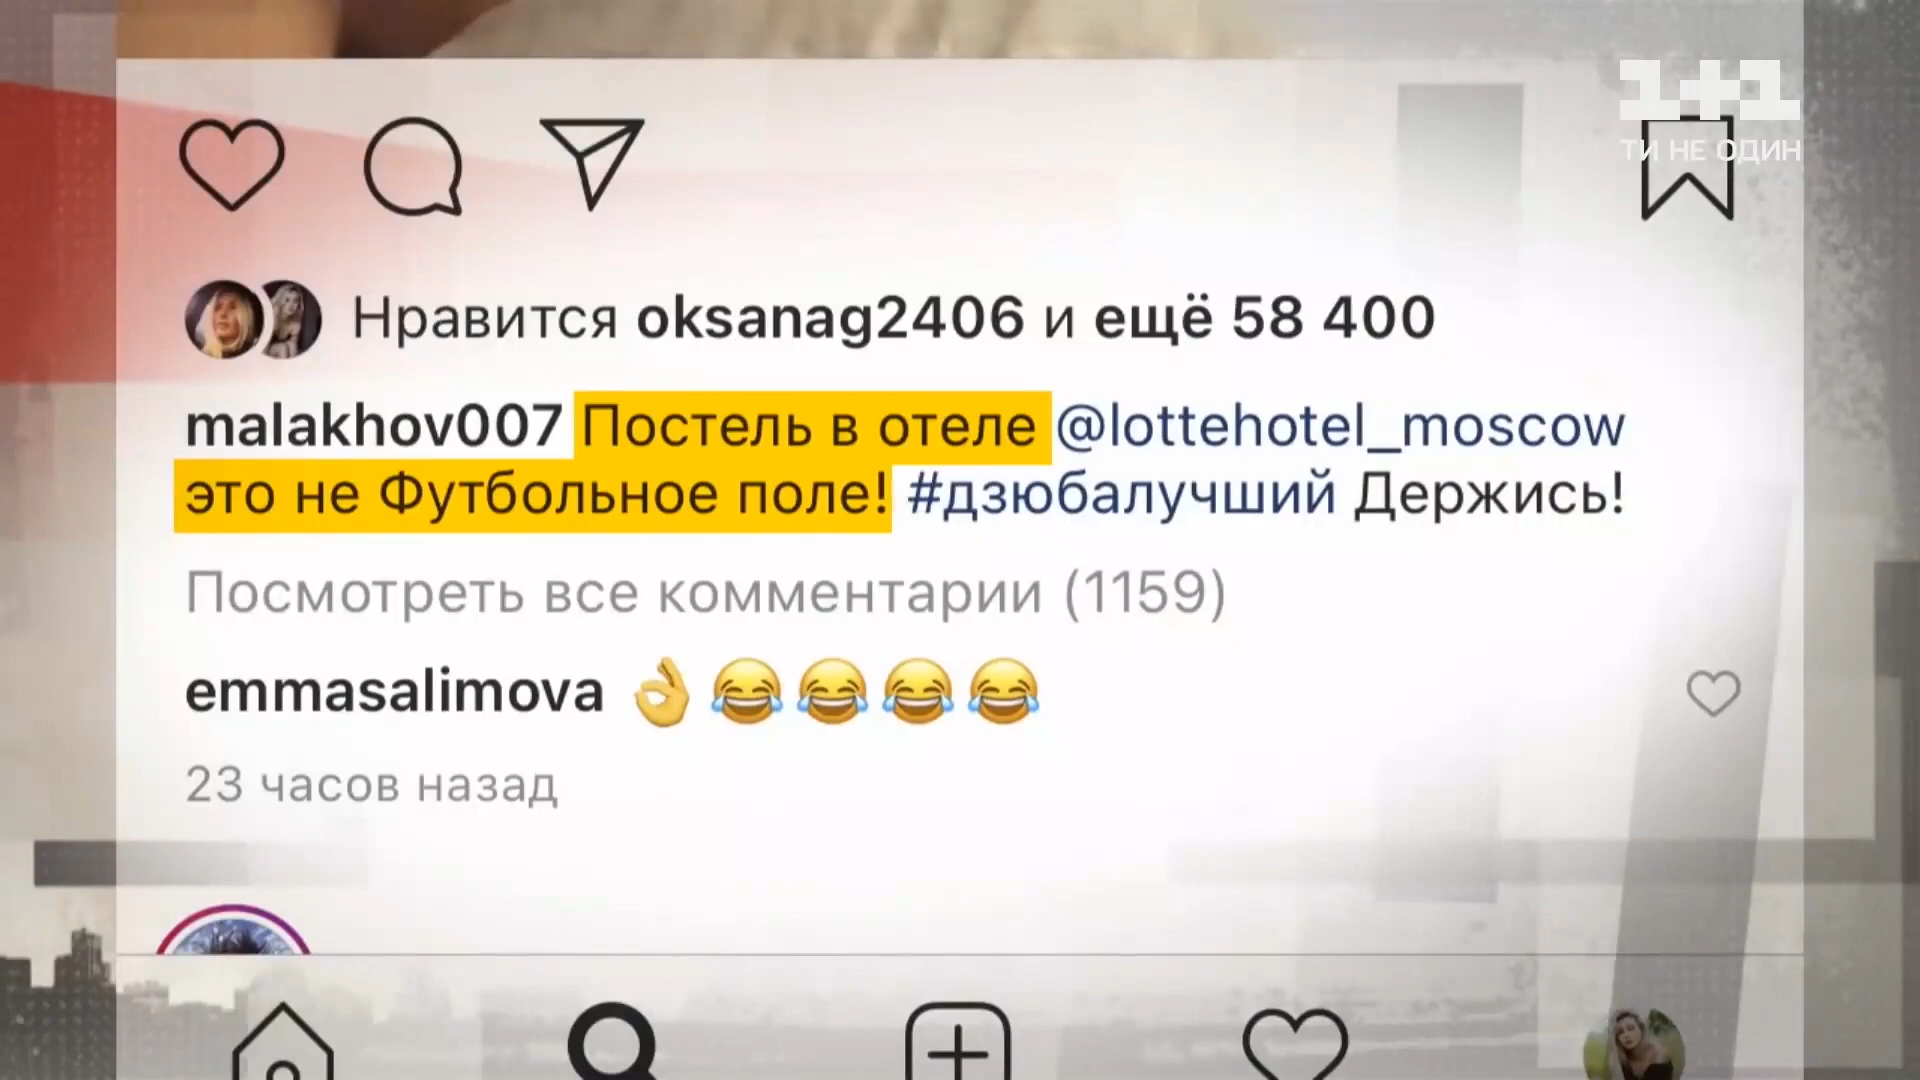 1+1
ТИ НЕ ОДИН
Нравится oksanag2406 и ещё 58 400
malakhov007 Постель в отеле @lottehotel_moscow
это не Футбольное поле! #дзюбалучший Держись!
Посмотреть все комментарии (1159)
emmasalimova 👌😂😂😂😂
23 часов назад